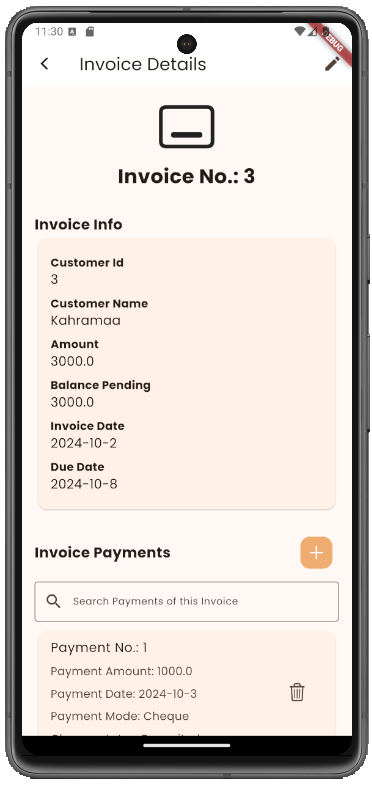 11:30
DEBUG
Invoice Details
Invoice No.: 3
Invoice Info
Customer Id
3
Customer Name
Kahramaa
Amount
3000.0
Balance Pending
3000.0
Invoice Date
2024-10-2
Due Date
2024-10-8
Invoice Payments
Search Payments of this Invoice
Payment No.: 1
Payment Amount: 1000.0
Payment Date: 2024-10-3
Payment Mode: Cheque